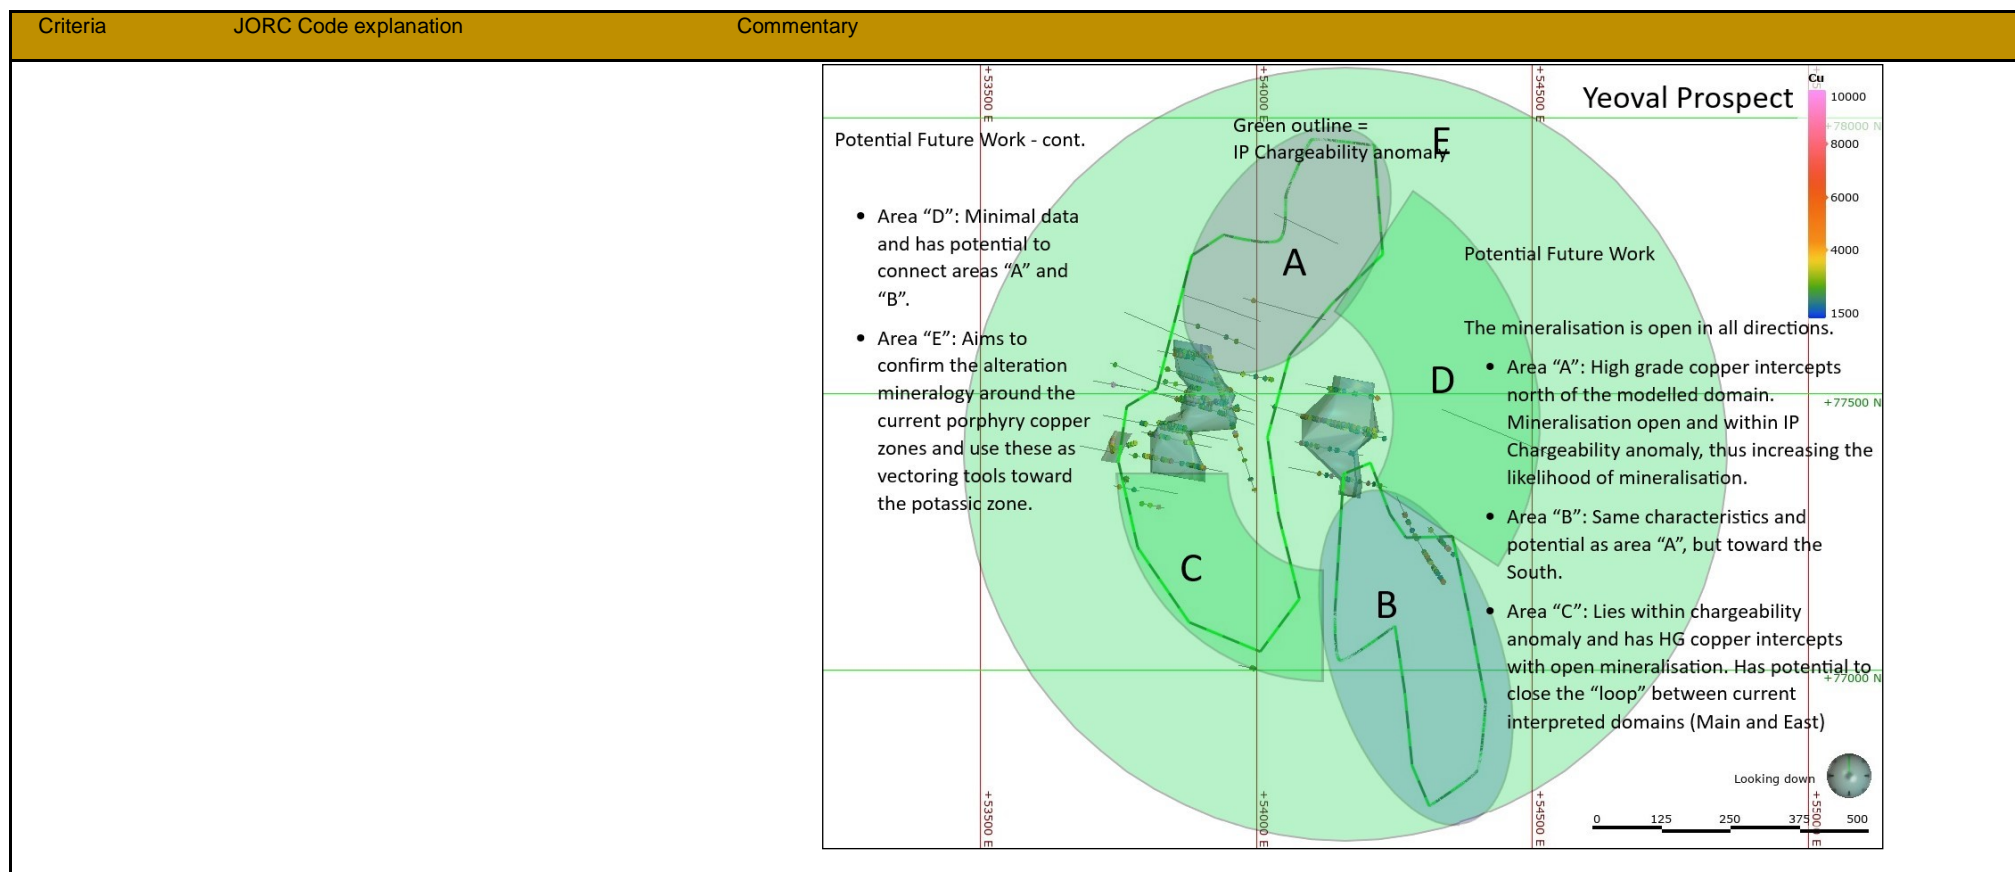 Criteria JORC Code explanation Commentary
+53500 E
+54000 E
+54500 E
Yeoval Prospect
Cu
10000
+78000 N
8000
6000
4000
1500
Green outline =
IP Chargeability anomaly
E
Potential Future Work - cont.
• Area “D”: Minimal data
and has potential to
connect areas “A” and
“B”.
• Area “E”: Aims to
confirm the alteration
mineralogy around the
current porphyry copper
zones and use these as
vectoring tools toward
the potassic zone.
A
D
C
B
Potential Future Work
The mineralisation is open in all directions.
• Area “A”: High grade copper intercepts
north of the modelled domain.
Mineralisation open and within IP
Chargeability anomaly, thus increasing the
likelihood of mineralisation.
• Area “B”: Same characteristics and
potential as area “A”, but toward the
South.
• Area “C”: Lies within chargeability
anomaly and has HG copper intercepts
with open mineralisation. Has potential to
close the “loop” between current
interpreted domains (Main and East)
+77500 N
+77000 N
Looking down
0 125 250 375 500
+53500 E
+54000 E
+54500 E
+55000 E